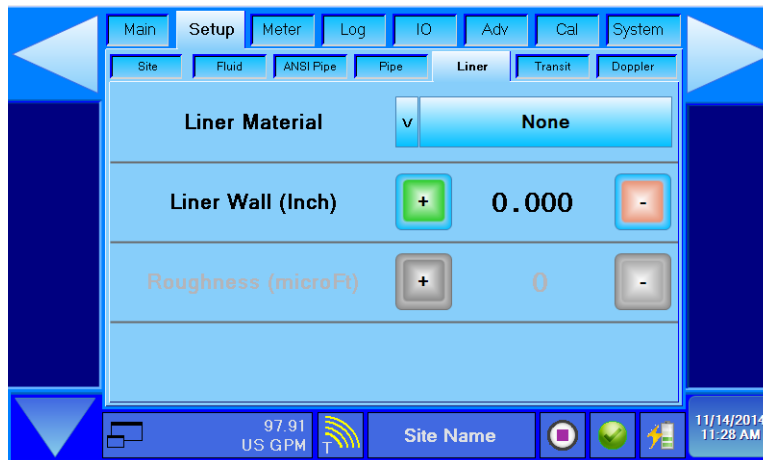 Main Setup Meter Log IO Adv Cal System
Site Fluid ANSI Pipe Pipe Liner Transit Doppler
Liner Material v None
Liner Wall (Inch) + 0.000 -
Roughness (microFt) + 0 -
97.91
US GPM
T
Site Name
11/14/2014
11:28 AM